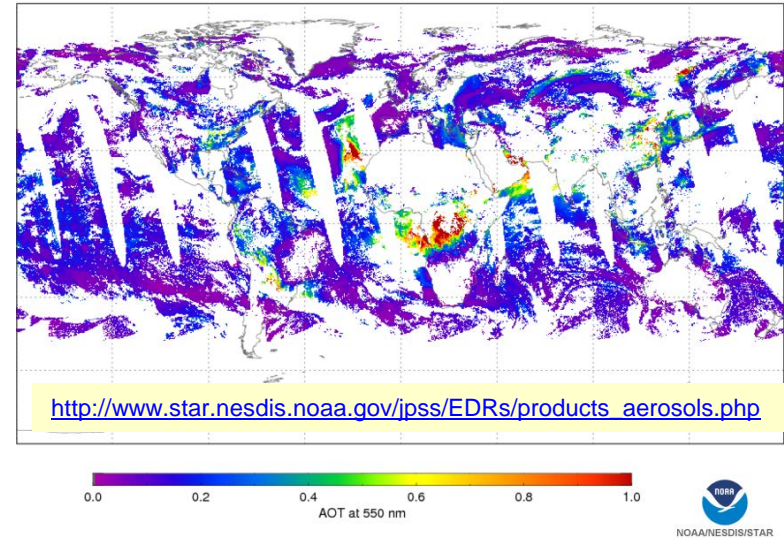 http://www.star.nesdis.noaa.gov/jpss/EDRs/products_aerosols.php
0.0 0.2 0.4 0.6 0.8 1.0
AOT at 550 nm
NOAA
NOAA/NESDIS/STAR